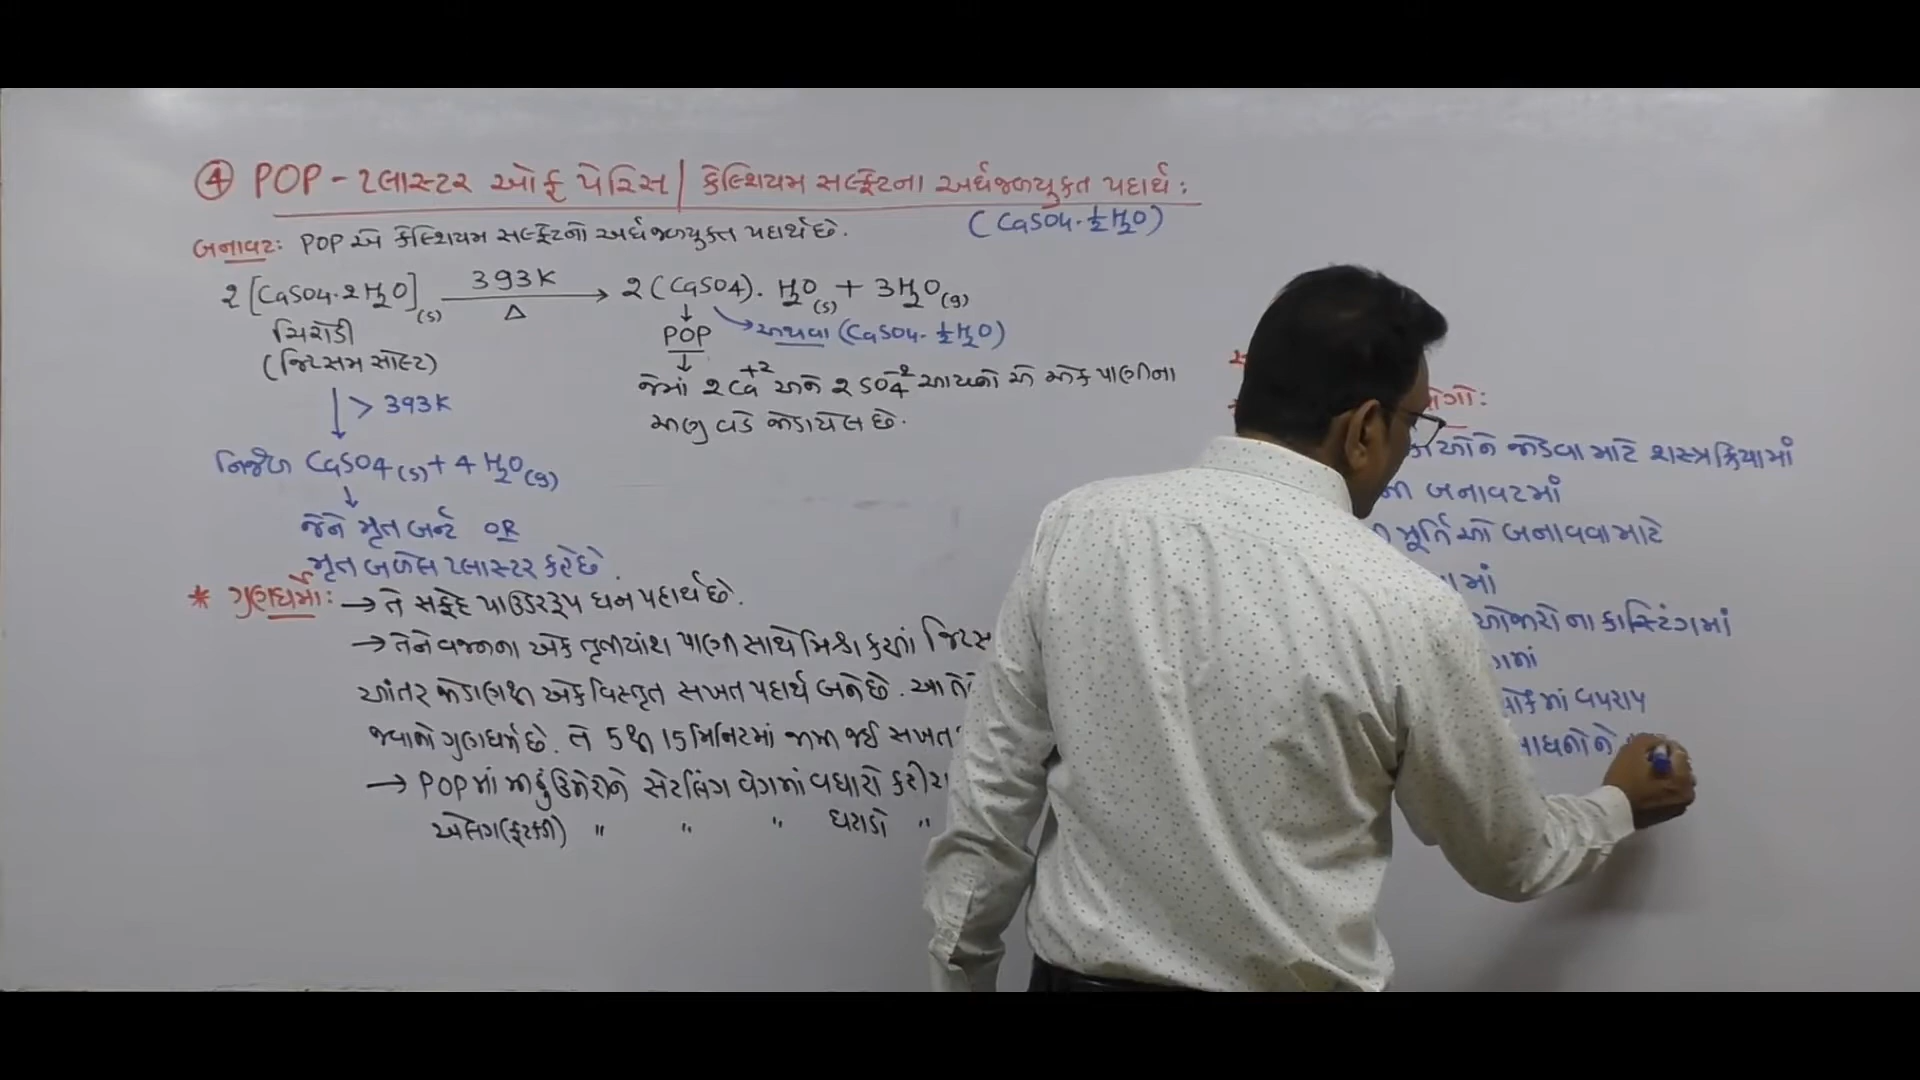 ④ POP - પ્લાસ્ટર ઓફ પેરિસ | કેલ્શિયમ સલ્ફેટના અર્ધજળયુક્ત પદાર્થ :
(CaSO4·½H2O)
બનાવટ: POP એ કેલ્શિયમ સલ્ફેટનો અર્ધજળયુક્ત પદાર્થ છે.
2[CaSO4·2H2O](s) 393K Δ → 2(CaSO4)·H2O(s) + 3H2O(g)
ચિરોડી
(જિપ્સમ સોલ્ટ)
↓ POP
→ અથવા (CaSO4·½H2O)
↓ જેમાં 2Ca+2 અને 2SO4-2 આયનો એ એક પાણીના
અણુ વડે જોડાયેલ છે.
↓ > 393K
નિર્જળ CaSO4(s) + 4H2O(g)
↓
જેને મૃત બર્ન્ટ OR
મૃત બળેલ પ્લાસ્ટર કહે છે.
* ગુણધર્મો: → તે સફેદ પાઉડરરૂપ ઘન પદાર્થ છે.
→ તેને વજનના એક તૃતીયાંશ પાણી સાથે મિશ્ર કરતાં
આંતર જોડાણથી એક વિસ્તૃત સખત પદાર્થ બને છે. આ
જવાનો ગુણધર્મ છે. તે 5થી 15 મિનિટમાં જામી જઈ સખત
→ POP માં મીઠું ઉમેરીને સેટલિંગ વેગમાં વધારો
એલમ(ફટકડી) " " " ઘટાડો "
જોડવા માટે શસ્ત્રક્રિયામાં
બનાવટમાં
મૂર્તિઓ બનાવવા માટે
ઓજારોના કાસ્ટિંગમાં
વપરાય